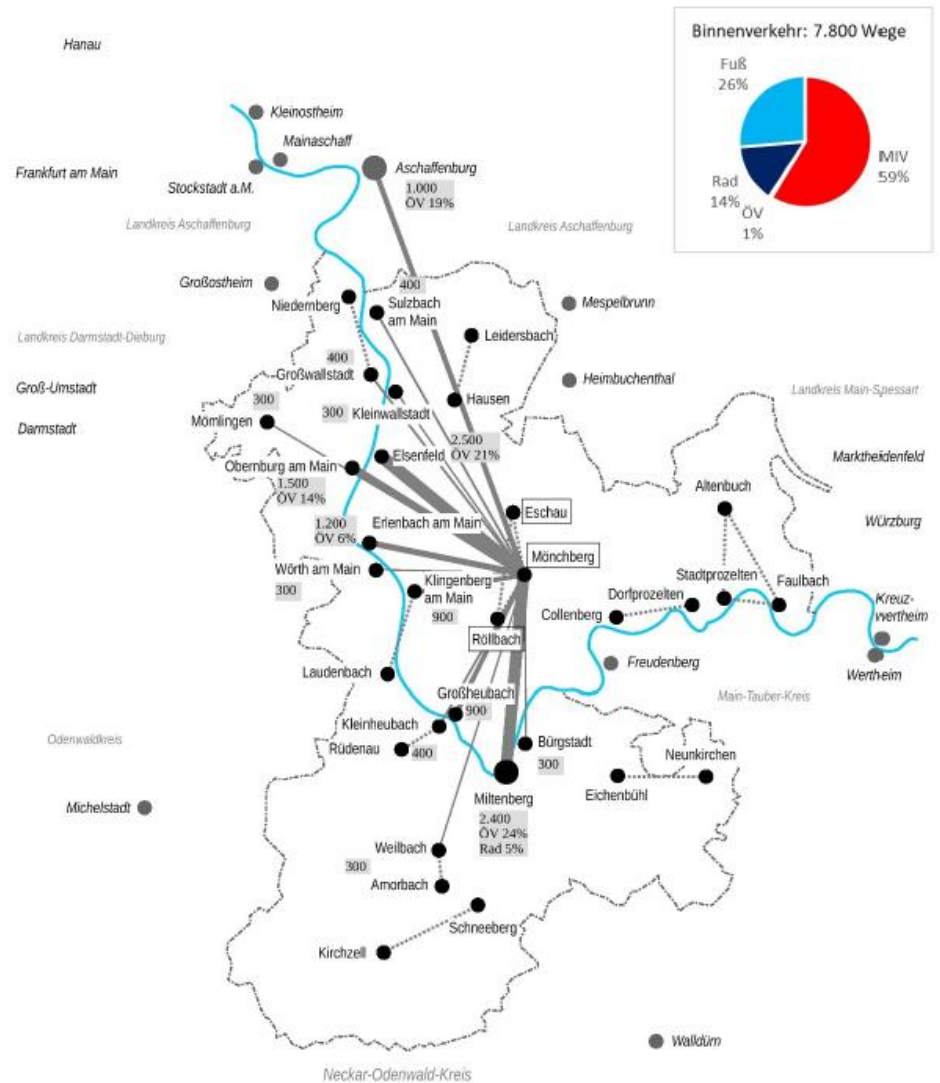 Binnenverkehr: 7.800 Wege
Fuß
26%
MIV
59%
Rad
14%
ÖV
1%
Hanau
Kleinostheim
Mainaschaff
Frankfurt am Main
Stockstadt a.M.
Aschaffenburg
1.000
ÖV 19%
Landkreis Aschaffenburg
Landkreis Aschaffenburg
Großostheim
400
Niedernberg
Sulzbach
am Main
Mespelbrunn
Landkreis Darmstadt-Dieburg
Leidersbach
400
Großwallstadt
Groß-Umstadt
Heimbuchenthal
Landkreis Main-Spessart
300
300
Kleinwallstadt
Hausen
Mömlingen
Darmstadt
2.500
ÖV 21%
Elsenfeld
Marktheidenfeld
Obernburg am Main
1.500
ÖV 14%
Altenbuch
1.200
ÖV 6%
Erlenbach am Main
Eschau
Würzburg
Mönchberg
Wörth am Main
300
Klingenberg
am Main
900
Stadtprozelten
Faulbach
Dorfprozelten
Collenberg
Kreuz-
wertheim
Röllbach
Freudenberg
Wertheim
Laudenbach
Main-Tauber-Kreis
Großheubach
900
Kleinheubach
Odenwaldkreis
Rüdenau
400
Bürgstadt
300
Neunkirchen
Eichenbühl
Miltenberg
2.400
ÖV 24%
Rad 5%
Michelstadt
Weilbach
300
Amorbach
Schneeberg
Kirchzell
Walldürn
Neckar-Odenwald-Kreis